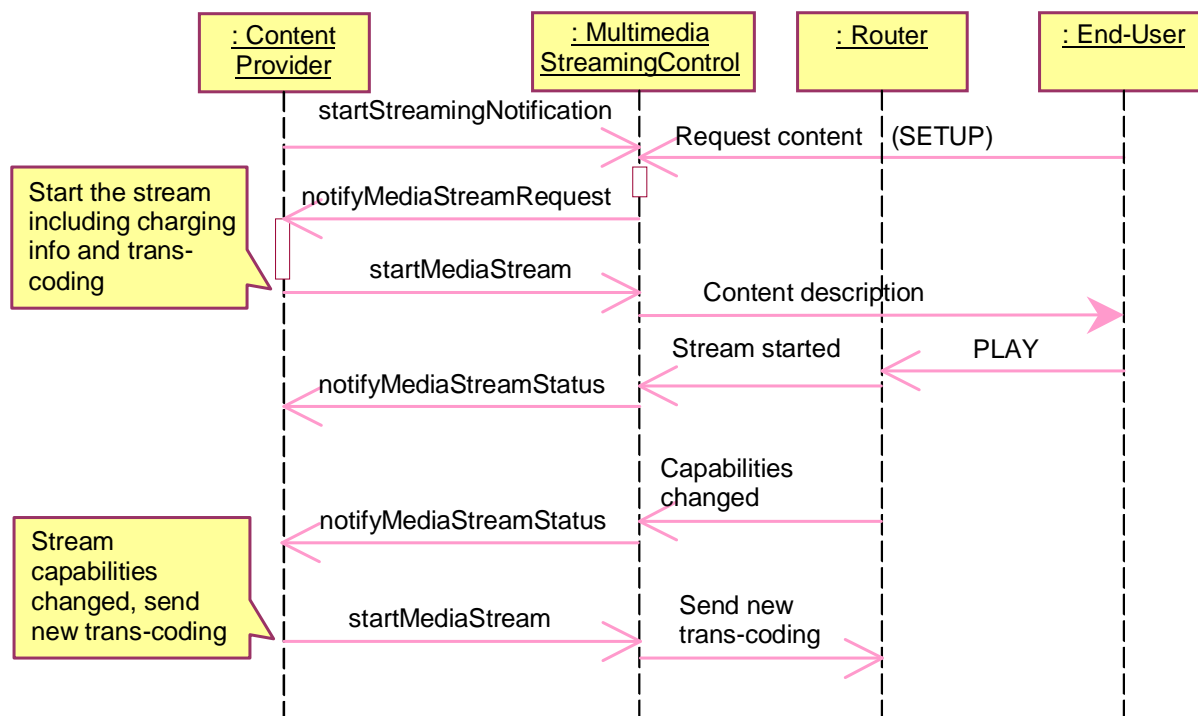 : Content
Provider
: Multimedia
StreamingControl
: Router
: End-User
startStreamingNotification
Request content (SETUP)
Start the stream
including charging
info and trans-
coding
notifyMediaStreamRequest
startMediaStream
Content description
Stream started
PLAY
notifyMediaStreamStatus
Capabilities
changed
notifyMediaStreamStatus
Stream
capabilities
changed, send
new trans-coding
startMediaStream
Send new
trans-coding